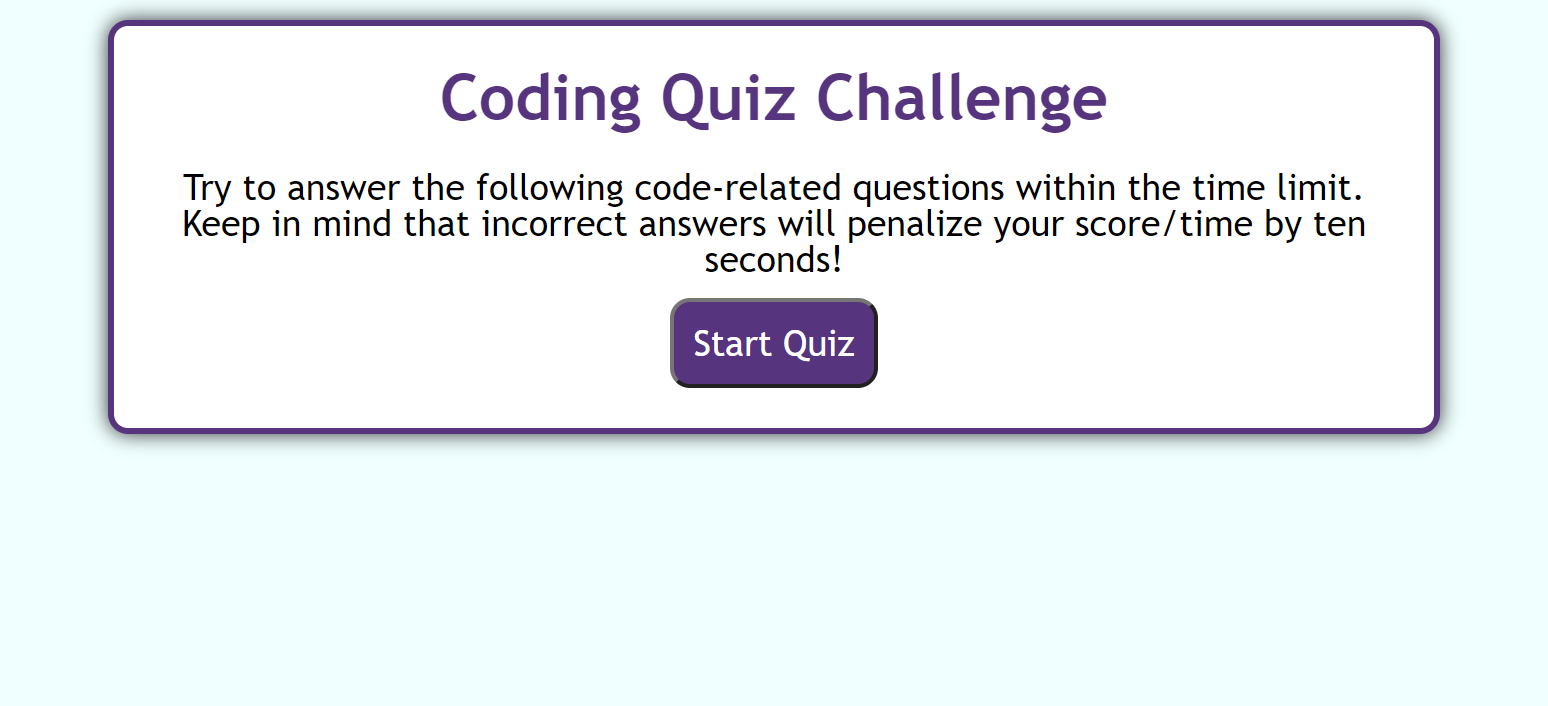 Coding Quiz Challenge
Try to answer the following code-related questions within the time limit.
Keep in mind that incorrect answers will penalize your score/time by ten
seconds!
Start Quiz